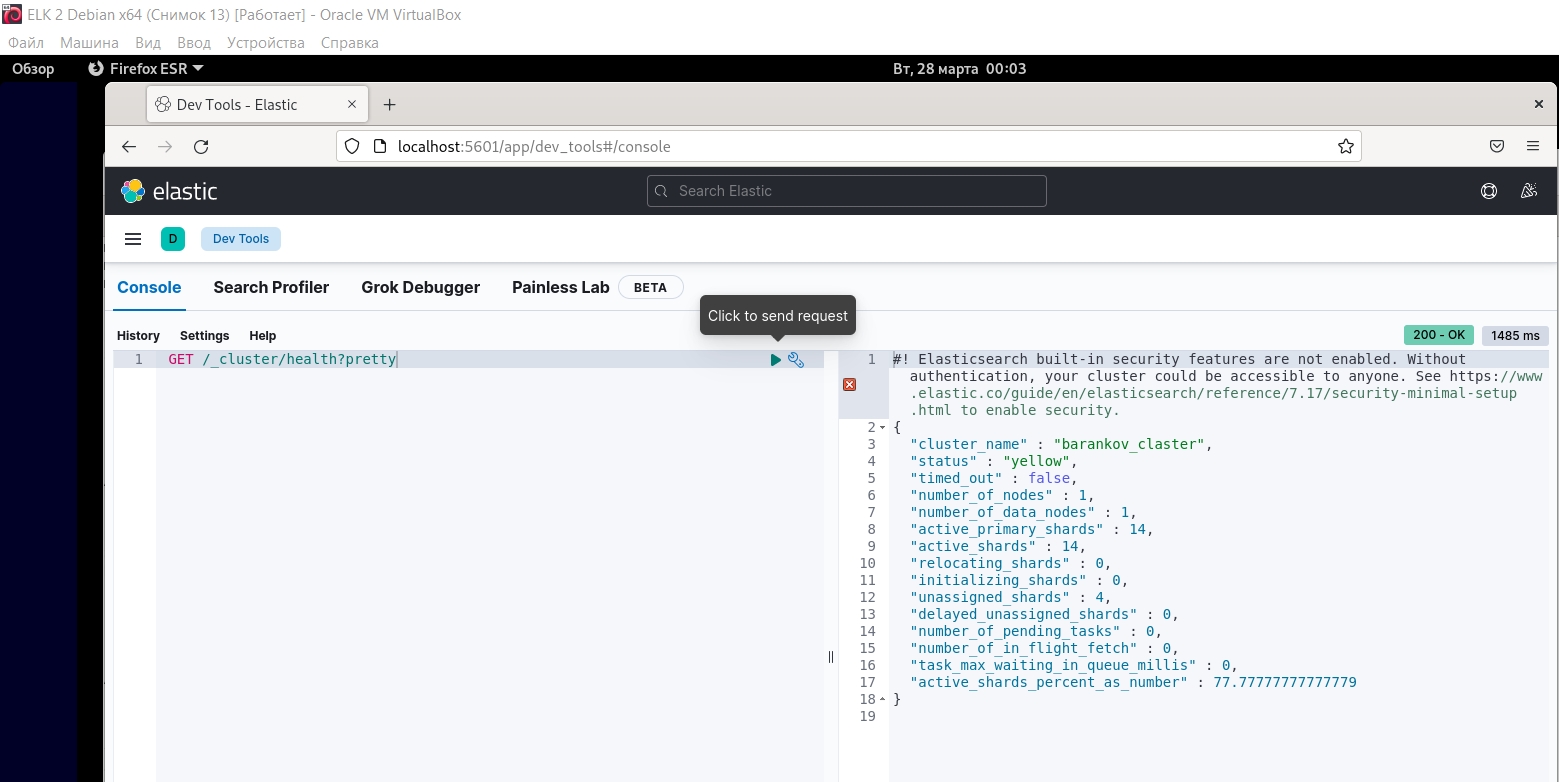 ELK 2 Debian x64 (Снимок 13) [Работает] - Oracle VM VirtualBox
Файл Машина Вид Ввод Устройства Справка
Обзор Firefox ESR Вт, 28 марта 00:03
Dev Tools - Elastic
localhost:5601/app/dev_tools#/console
elastic Search Elastic
D Dev Tools
Console Search Profiler Grok Debugger Painless Lab BETA
Click to send request
History Settings Help 200 - OK 1485 ms
1 GET /_cluster/health?pretty
1 #! Elasticsearch built-in security features are not enabled. Without
authentication, your cluster could be accessible to anyone. See https://www
.elastic.co/guide/en/elasticsearch/reference/7.17/security-minimal-setup
.html to enable security.
2 {
3 "cluster_name" : "barankov_claster",
4 "status" : "yellow",
5 "timed_out" : false,
6 "number_of_nodes" : 1,
7 "number_of_data_nodes" : 1,
8 "active_primary_shards" : 14,
9 "active_shards" : 14,
10 "relocating_shards" : 0,
11 "initializing_shards" : 0,
12 "unassigned_shards" : 4,
13 "delayed_unassigned_shards" : 0,
14 "number_of_pending_tasks" : 0,
15 "number_of_in_flight_fetch" : 0,
16 "task_max_waiting_in_queue_millis" : 0,
17 "active_shards_percent_as_number" : 77.77777777777779
18 }
19